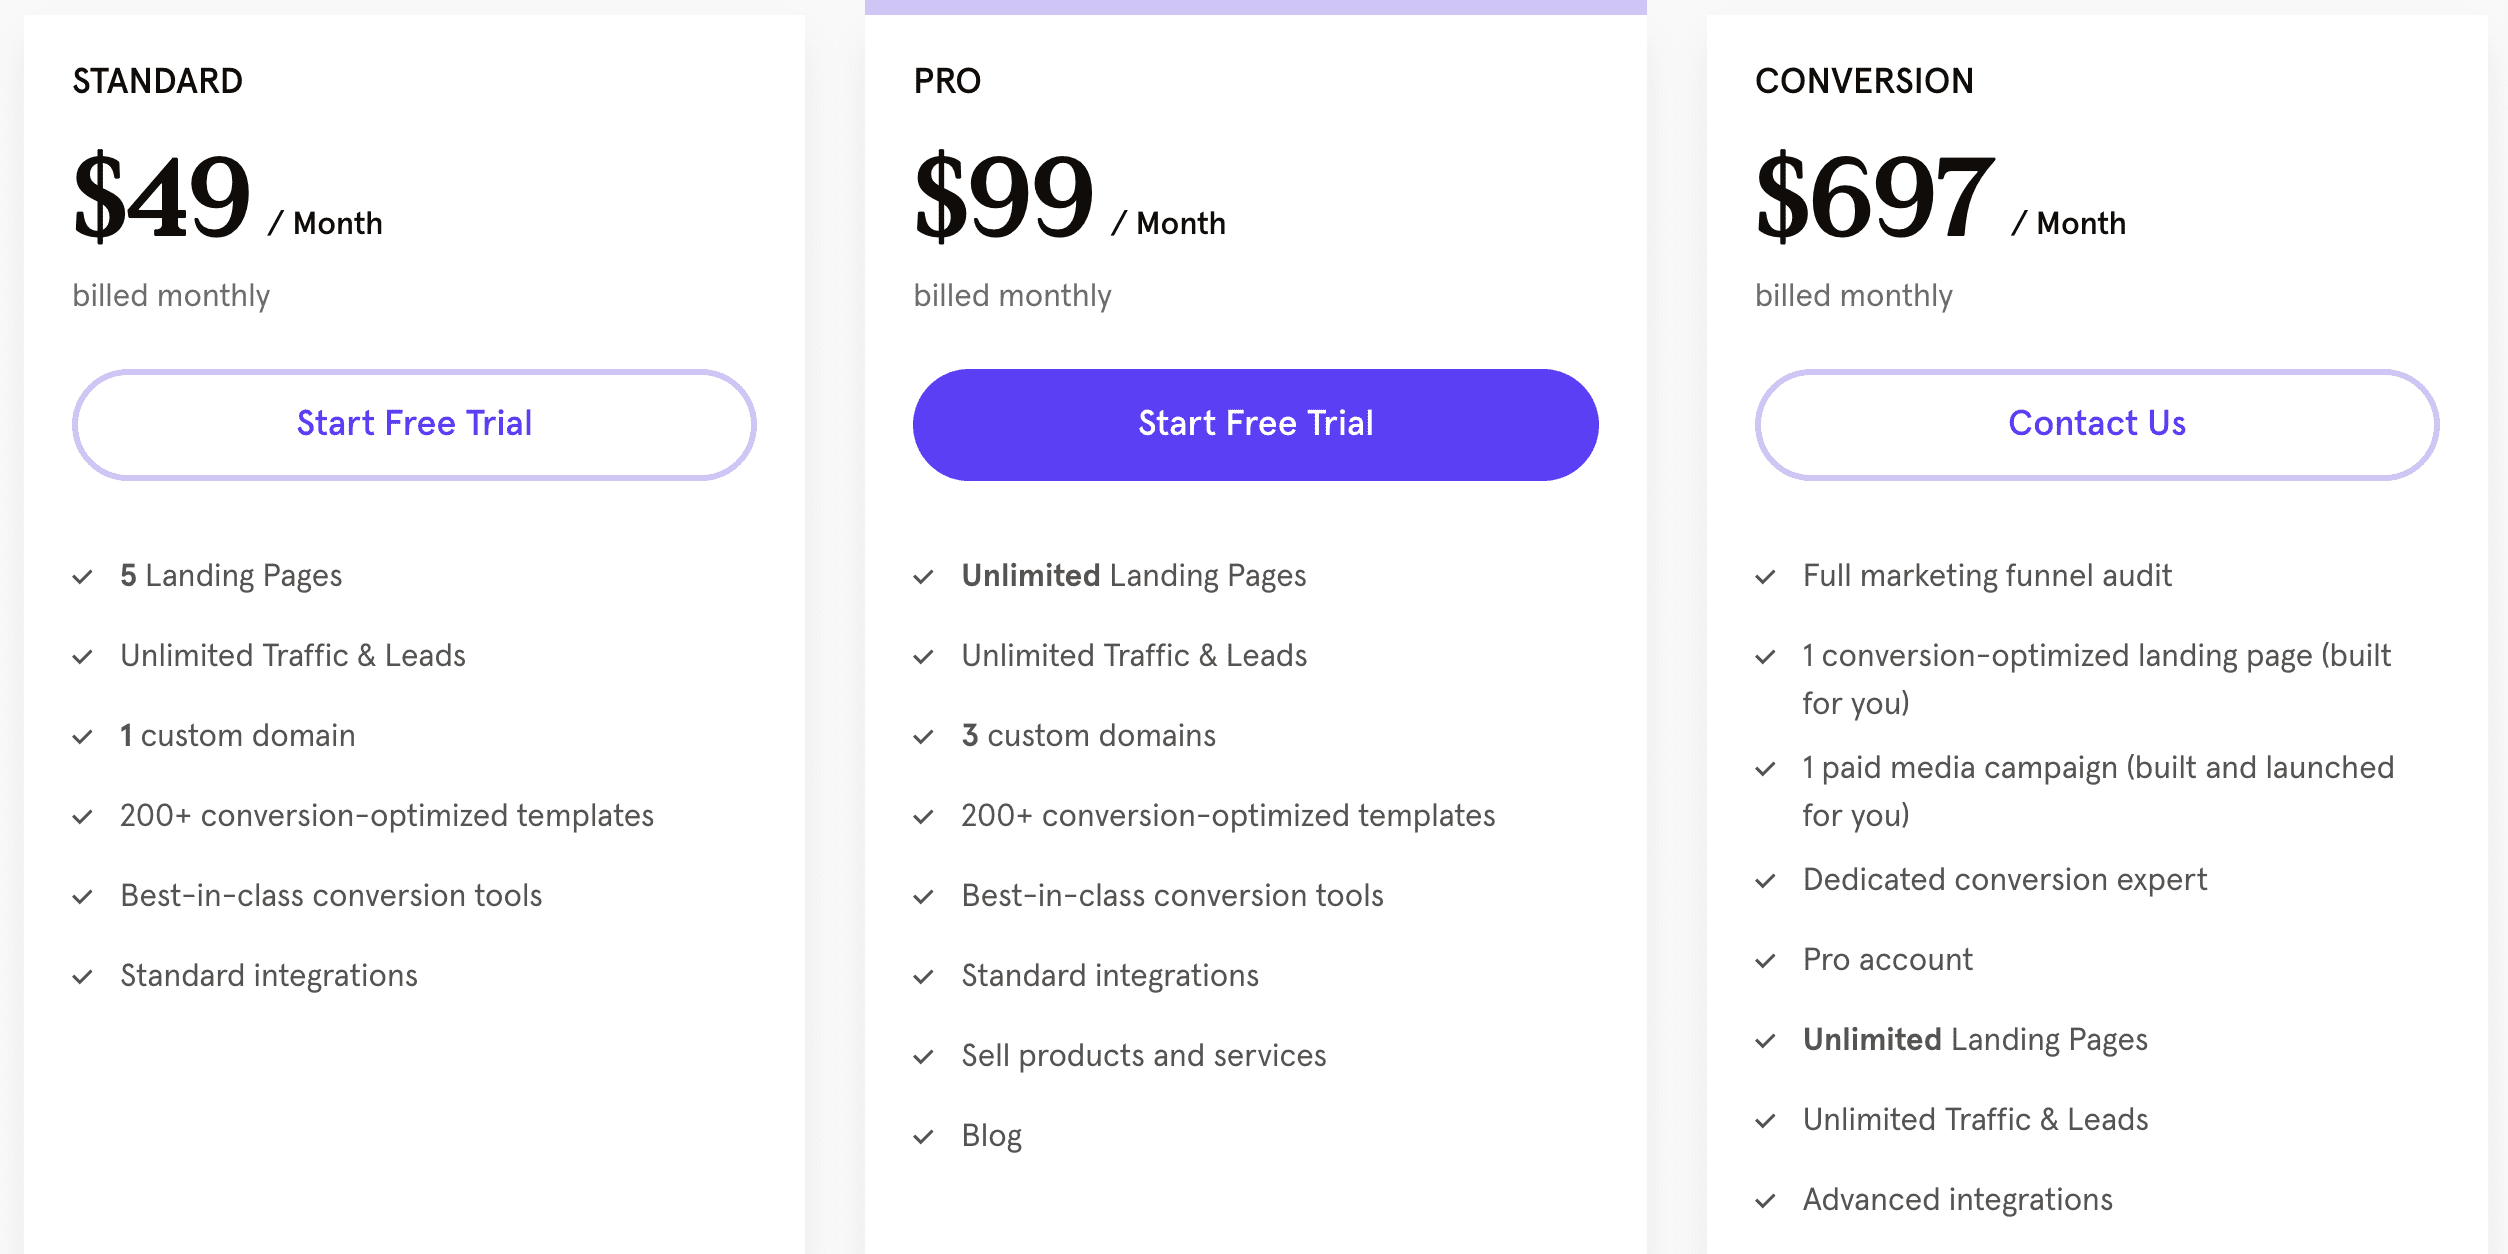 STANDARD
$49 / Month
billed monthly
Start Free Trial
5 Landing Pages
Unlimited Traffic & Leads
1 custom domain
200+ conversion-optimized templates
Best-in-class conversion tools
Standard integrations
PRO
$99 / Month
billed monthly
Start Free Trial
Unlimited Landing Pages
Unlimited Traffic & Leads
3 custom domains
200+ conversion-optimized templates
Best-in-class conversion tools
Standard integrations
Sell products and services
Blog
CONVERSION
$697 / Month
billed monthly
Contact Us
Full marketing funnel audit
1 conversion-optimized landing page (built
for you)
1 paid media campaign (built and launched
for you)
Dedicated conversion expert
Pro account
Unlimited Landing Pages
Unlimited Traffic & Leads
Advanced integrations